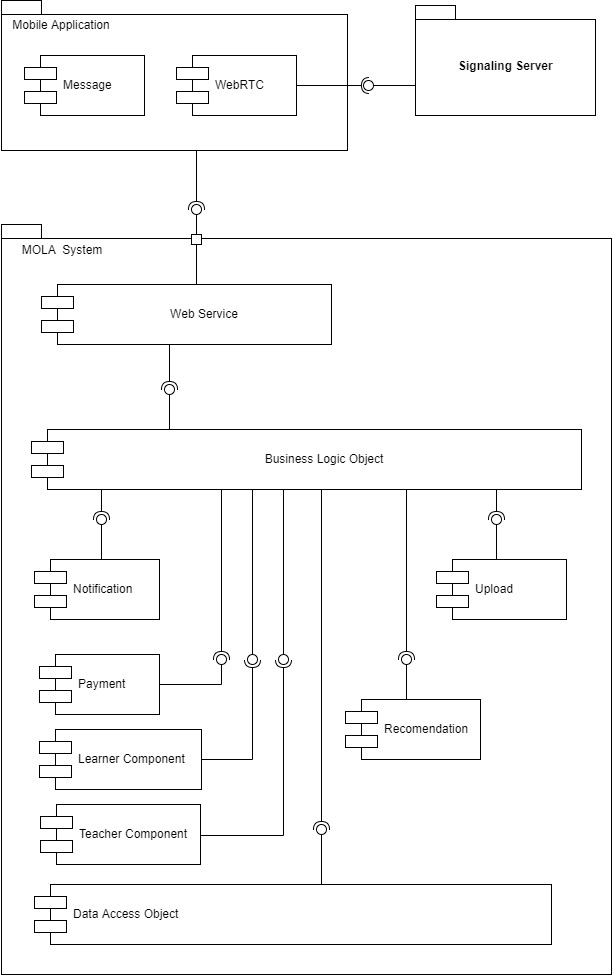 Mobile Application
Message
WebRTC
Signaling Server
MOLA System
Web Service
Business Logic Object
Notification
Upload
Payment
Learner Component
Recomendation
Teacher Component
Data Access Object